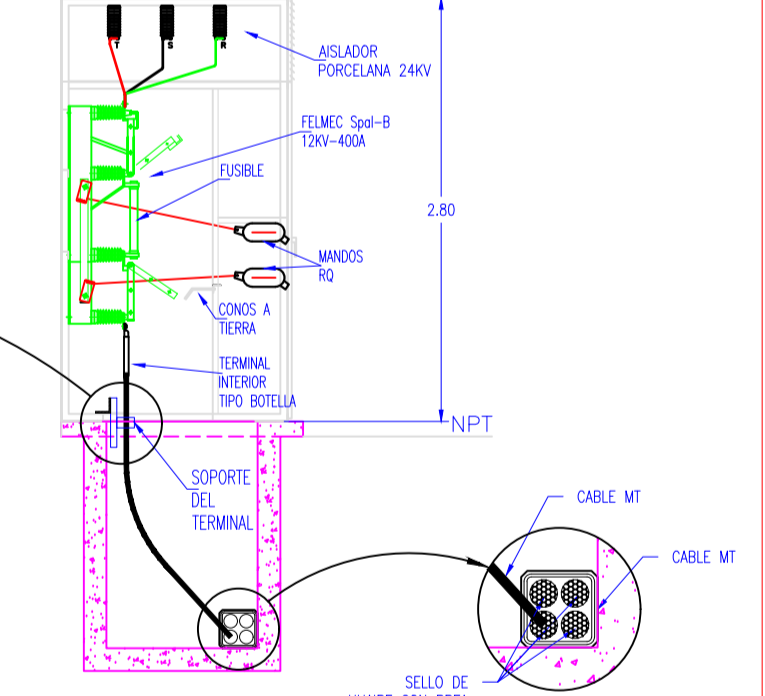 T S R
AISLADOR
PORCELANA 24KV
FELMEC Spal-B
12KV-400A
FUSIBLE
2.80
MANDOS
RQ
CONOS A
TIERRA
TERMINAL
INTERIOR
TIPO BOTELLA
NPT
SOPORTE
DEL
TERMINAL
CABLE MT
CABLE MT
SELLO DE